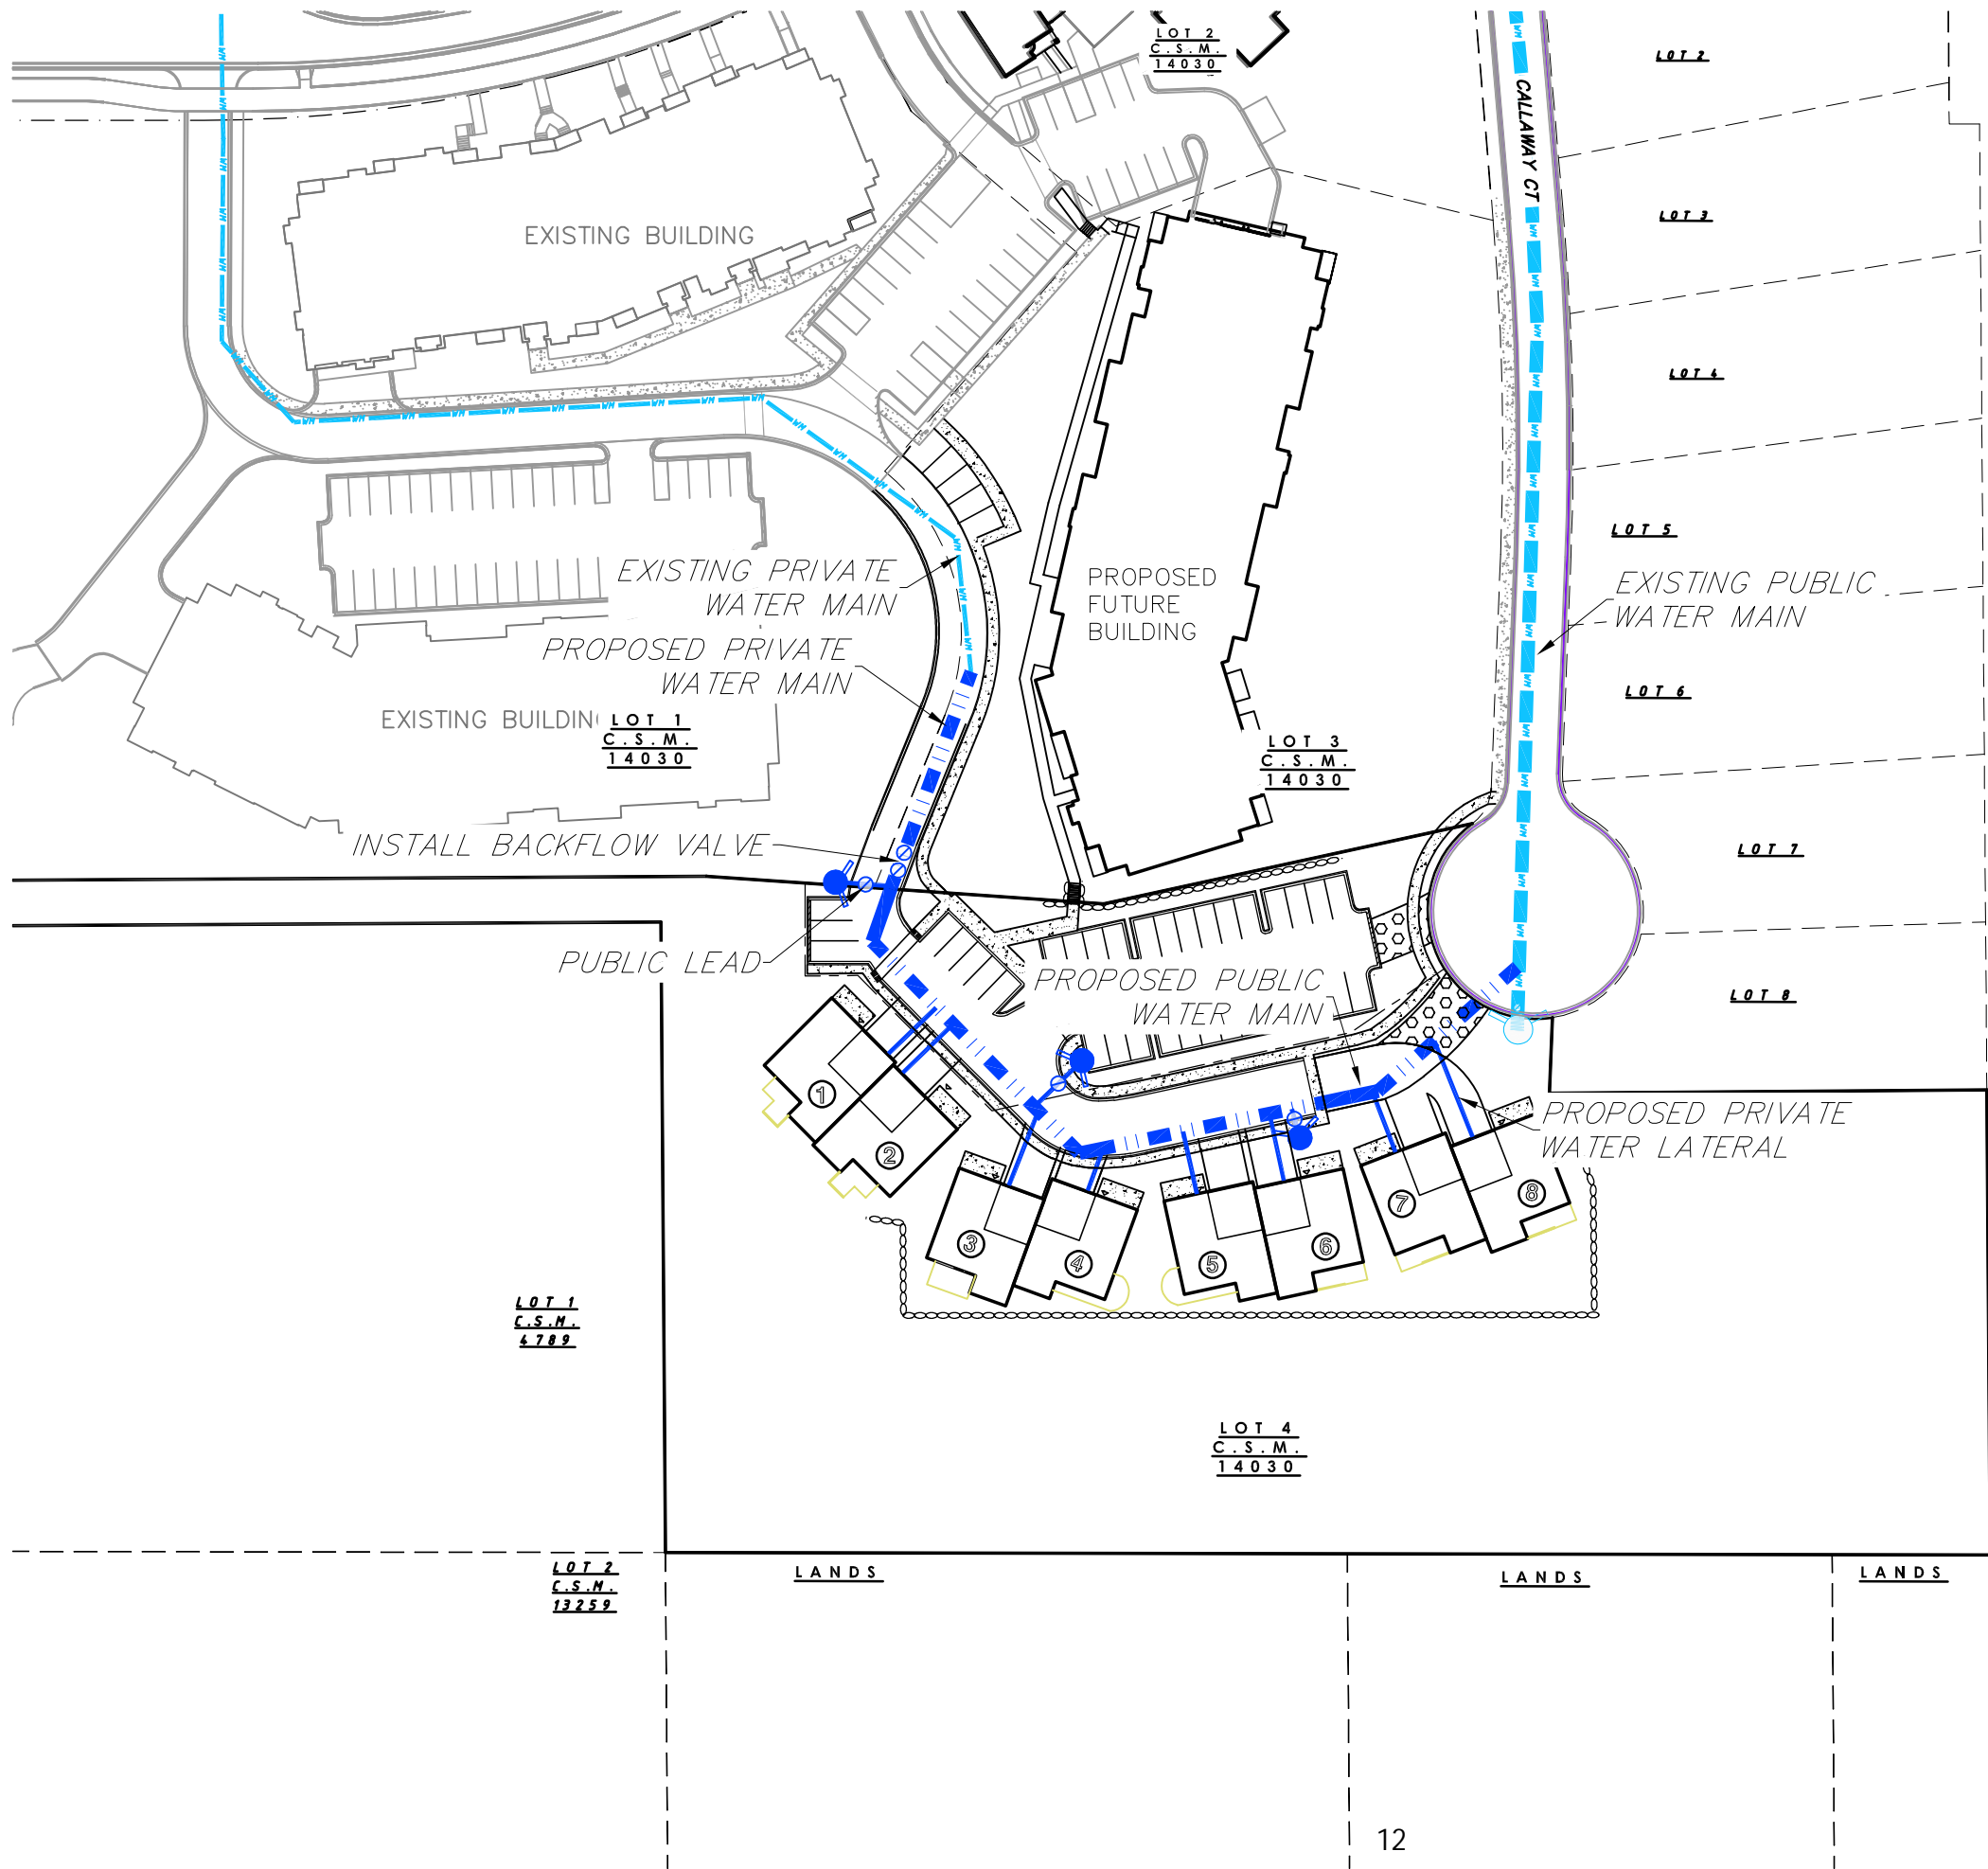 LOT 2
C.S.M.
14030
LOT 2
CALLAWAY CT
LOT 3
EXISTING BUILDING
LOT 4
LOT 5
EXISTING PRIVATE
WATER MAIN
PROPOSED
FUTURE
BUILDING
EXISTING PUBLIC
WATER MAIN
PROPOSED PRIVATE
WATER MAIN
LOT 6
EXISTING BUILDIN
LOT 1
C.S.M.
14030
LOT 3
C.S.M.
14030
INSTALL BACKFLOW VALVE
LOT 7
PUBLIC LEAD
PROPOSED PUBLIC
WATER MAIN
LOT 8
1
2
3
4
5
6
7
8
PROPOSED PRIVATE
WATER LATERAL
LOT 1
C.S.M.
4789
LOT 4
C.S.M.
14030
LOT 2
C.S.M.
13259
LANDS
LANDS
LANDS
12